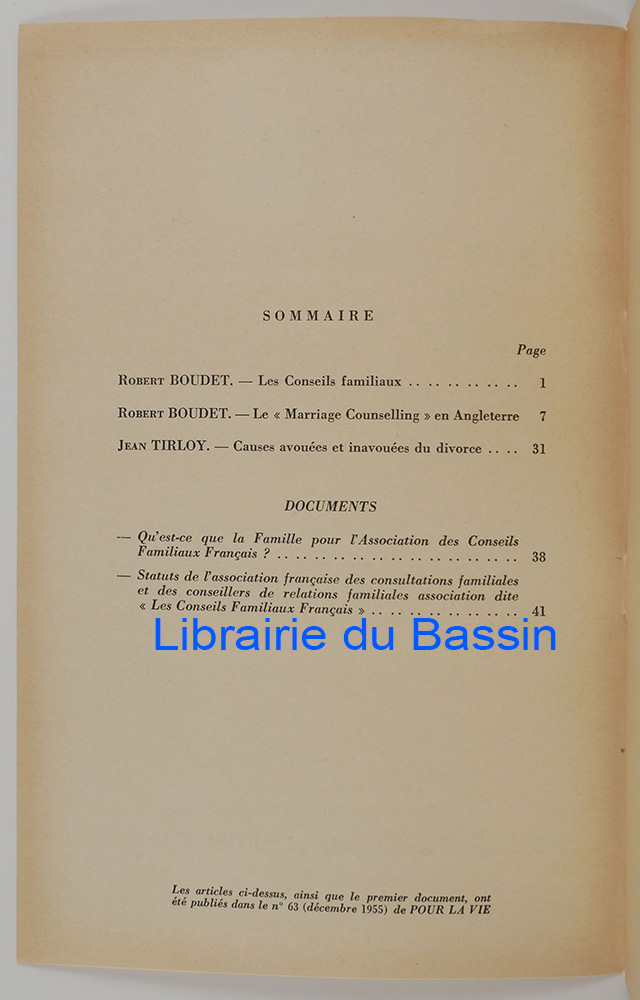 SOMMAIRE
Page
ROBERT BOUDET. — Les Conseils familiaux .. .. .. .. .. .. 1
ROBERT BOUDET. — Le « Marriage Counselling » en Angleterre 7
JEAN TIRLOY. — Causes avouées et inavouées du divorce .. .. 31
DOCUMENTS
— Qu'est-ce que la Famille pour l'Association des Conseils
Familiaux Français ? .. .. .. .. .. .. .. .. .. .. .. .. 38
— Statuts de l'association française des consultations familiales
et des conseillers de relations familiales association dite
« Les Conseils Familiaux Français » .. .. .. .. .. .. .. 41
Librairie du Bassin
Les articles ci-dessus, ainsi que le premier document, ont
été publiés dans le n° 63 (décembre 1955) de POUR LA VIE